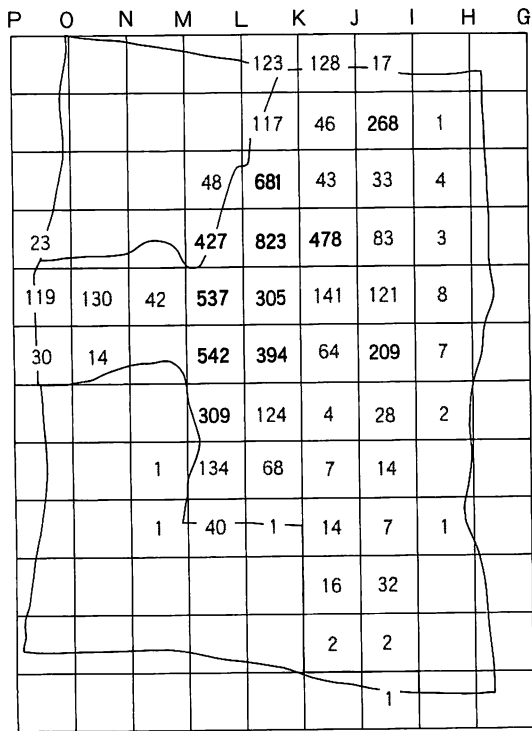 P O N M L K J I H G
123 128 17
117 46 268 1
48 681 43 33 4
23 427 823 478 83 3
119 130 42 537 305 141 121 8
30 14 542 394 64 209 7
309 124 4 28 2
1 134 68 7 14
1 40 1 14 7 1
16 32
2 2
1